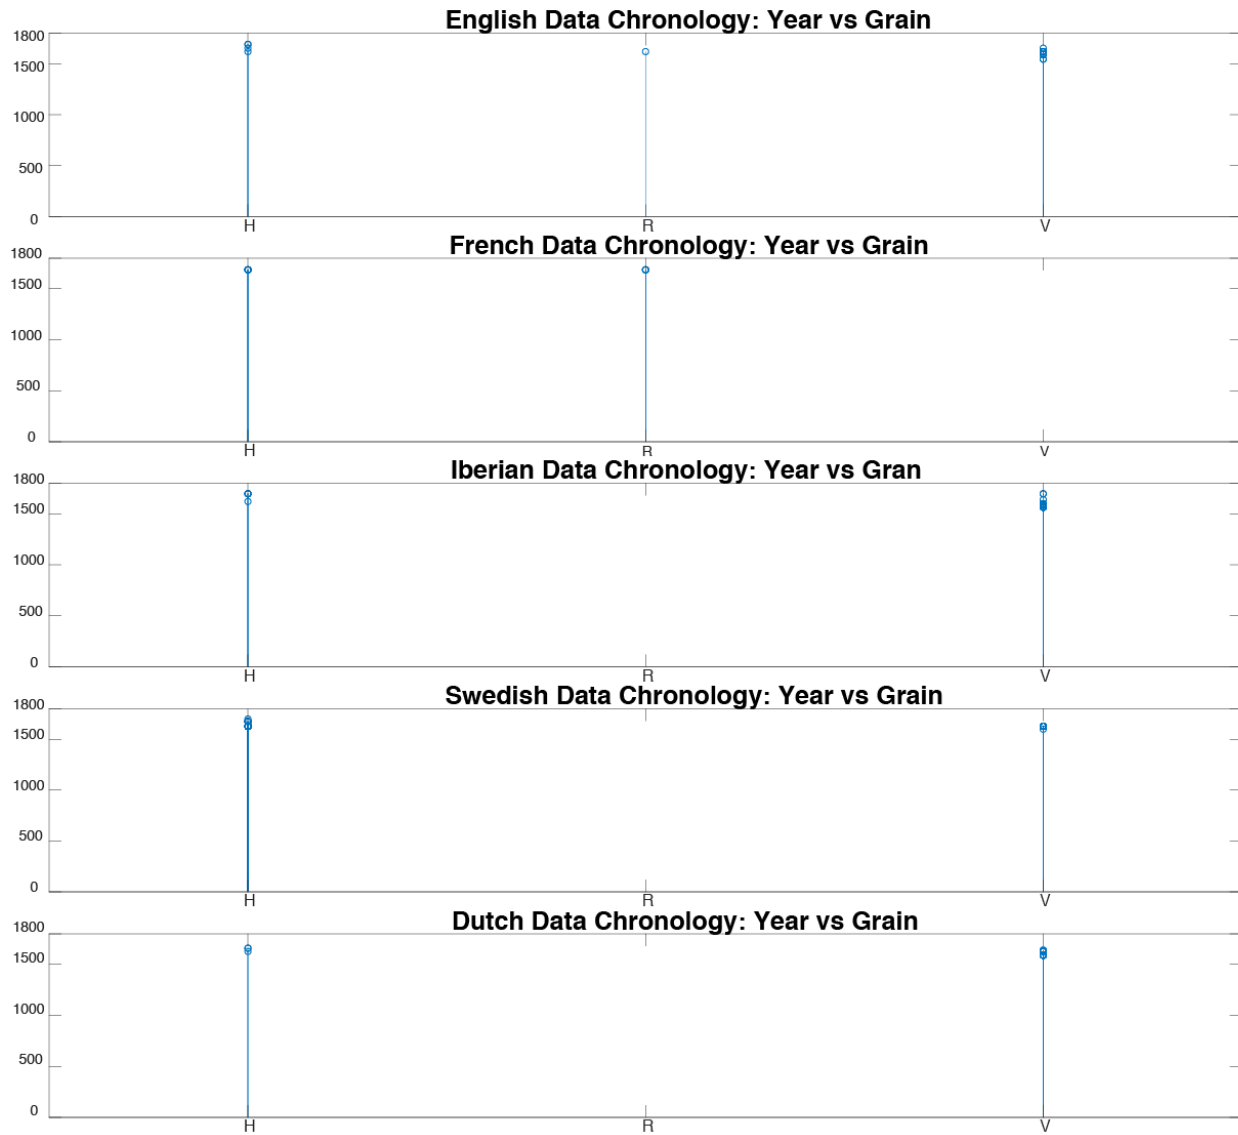 English Data Chronology: Year vs Grain
1800
1500
1000
500
0
H R V
French Data Chronology: Year vs Grain
1800
1500
1000
500
0
H R V
Iberian Data Chronology: Year vs Gran
1800
1500
1000
500
0
H R V
Swedish Data Chronology: Year vs Grain
1800
1500
1000
500
0
H R V
Dutch Data Chronology: Year vs Grain
1800
1500
1000
500
0
H R V